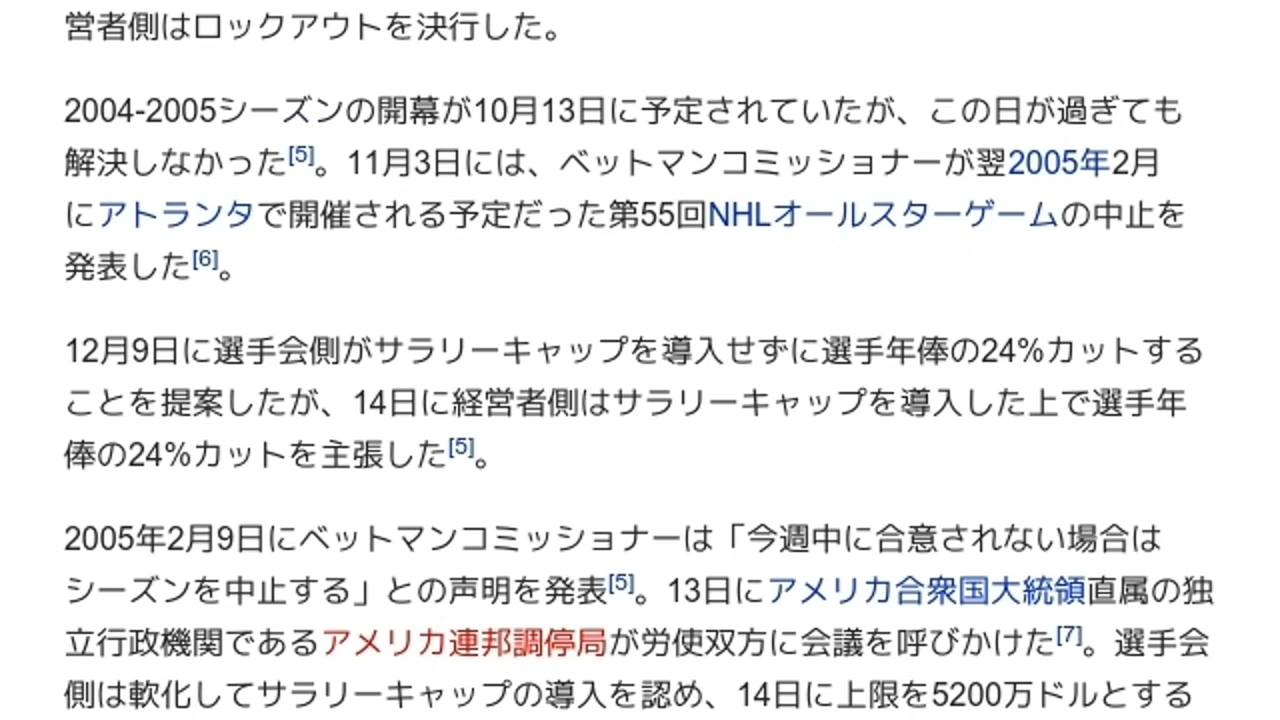 営者側はロックアウトを決行した。
2004-2005シーズンの開幕が10月13日に予定されていたが、この日が過ぎても
解決しなかった[5]。11月3日には、ベットマンコミッショナーが翌2005年2月
にアトランタで開催される予定だった第55回NHLオールスターゲームの中止を
発表した[6]。
12月9日に選手会側がサラリーキャップを導入せずに選手年俸の24%カットする
ことを提案したが、14日に経営者側はサラリーキャップを導入した上で選手年
俸の24%カットを主張した[5]。
2005年2月9日にベットマンコミッショナーは「今週中に合意されない場合は
シーズンを中止する」との声明を発表[5]。13日にアメリカ合衆国大統領直属の独
立行政機関であるアメリカ連邦調停局が労使双方に会議を呼びかけた[7]。選手会
側は軟化してサラリーキャップの導入を認め、14日に上限を5200万ドルとする